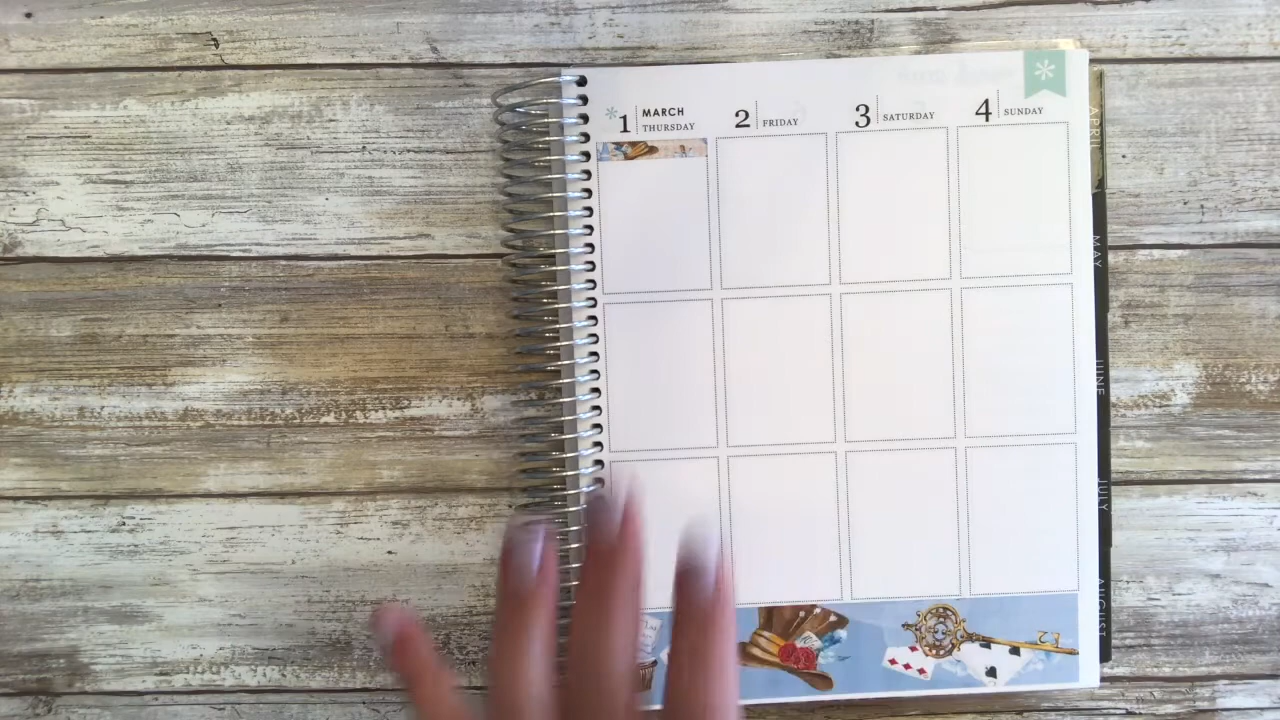 *1 MARCH THURSDAY
2 FRIDAY
3 SATURDAY
4 SUNDAY
*
APRIL
MAY
JUNE
JULY
AUGUST